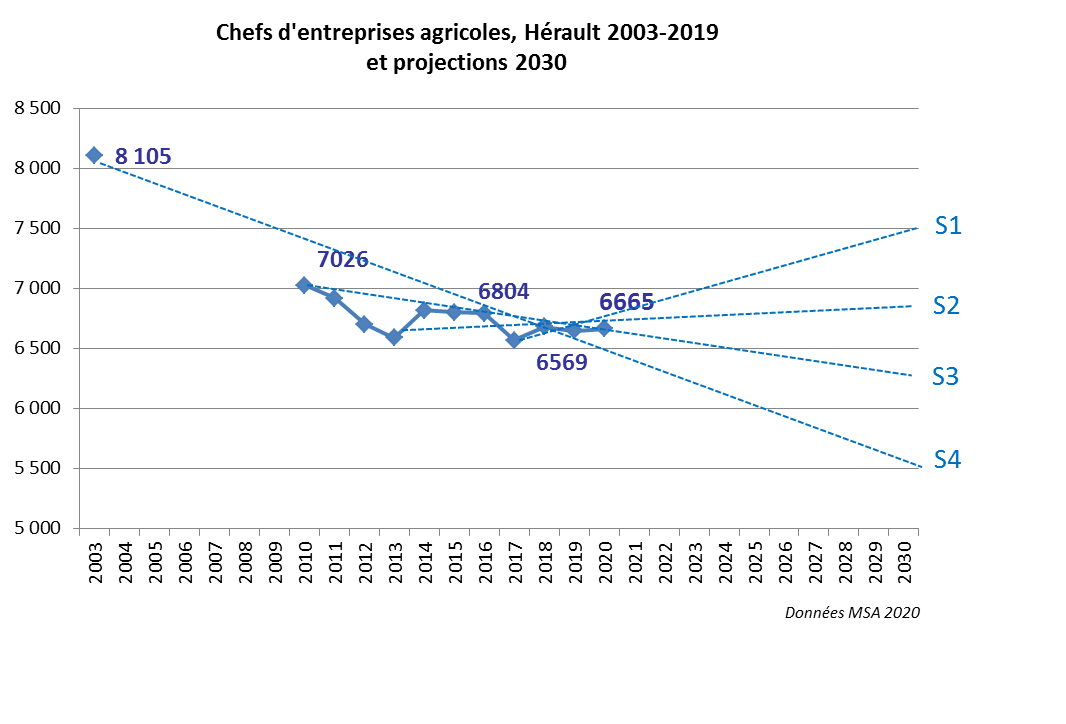 Chefs d'entreprises agricoles, Hérault 2003-2019
et projections 2030
8 500
8 000
7 500
7 000
6 500
6 000
5 500
5 000
8 105
7026
6804
6569
6665
S1
S2
S3
S4
2003 2004 2005 2006 2007 2008 2009 2010 2011 2012 2013 2014 2015 2016 2017 2018 2019 2020 2021 2022 2023 2024 2025 2026 2027 2028 2029 2030
Données MSA 2020